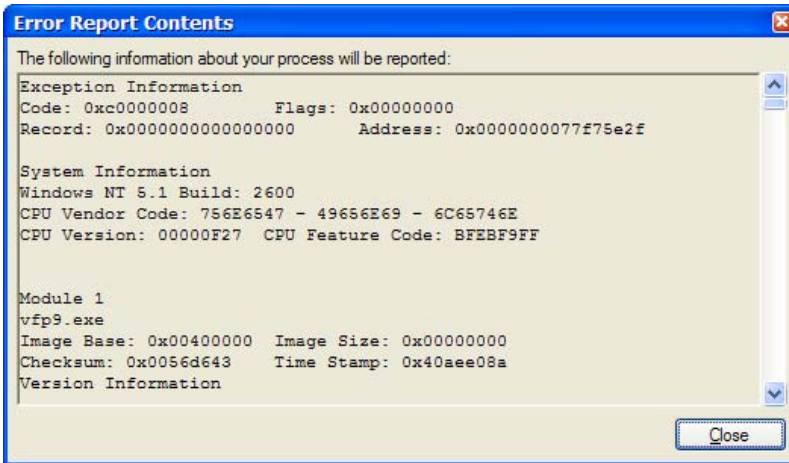 Error Report Contents
The following information about your process will be reported:
Exception Information
Code: 0xc0000008        Flags: 0x00000000
Record: 0x0000000000000000      Address: 0x0000000077f75e2f
System Information
Windows NT 5.1 Build: 2600
CPU Vendor Code: 756E6547 - 49656E69 - 6C65746E
CPU Version: 00000F27  CPU Feature Code: BFEBF9FF
Module 1
vfp9.exe
Image Base: 0x00400000  Image Size: 0x00000000
Checksum: 0x0056d643    Time Stamp: 0x40aee08a
Version Information
Close